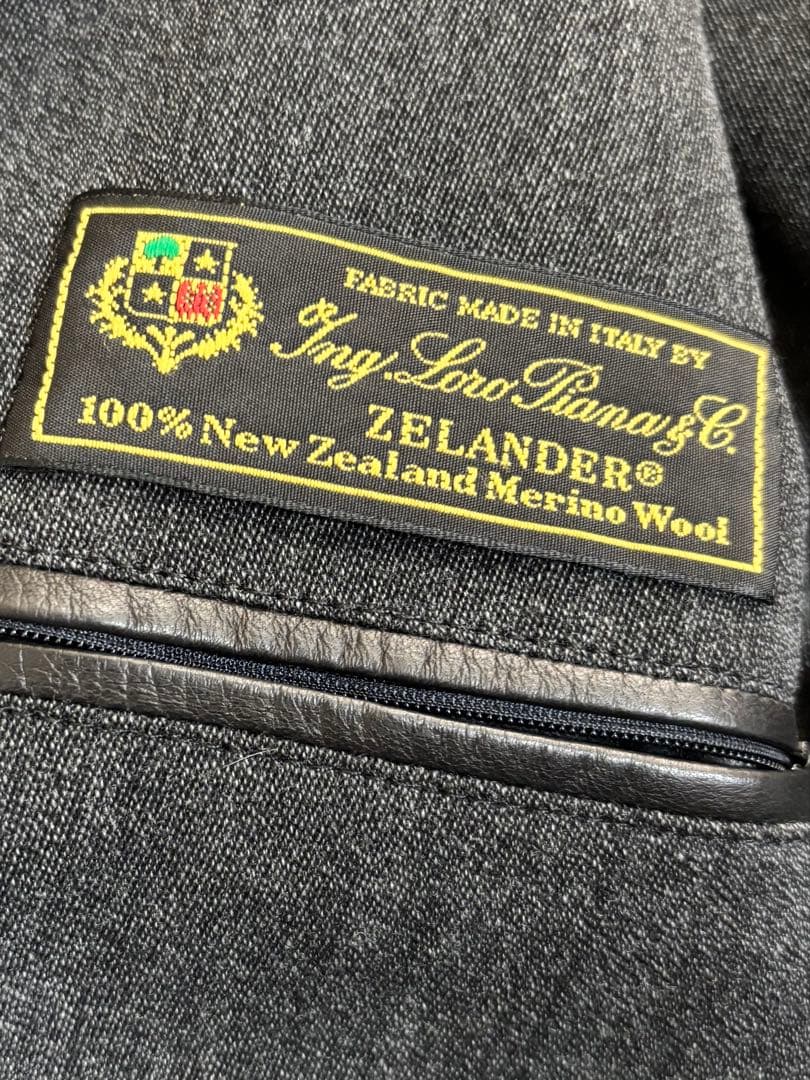 FABRIC MADE IN ITALY BY
Ing. Loro Piana & C.
ZELANDER®
100% New Zealand Merino Wool